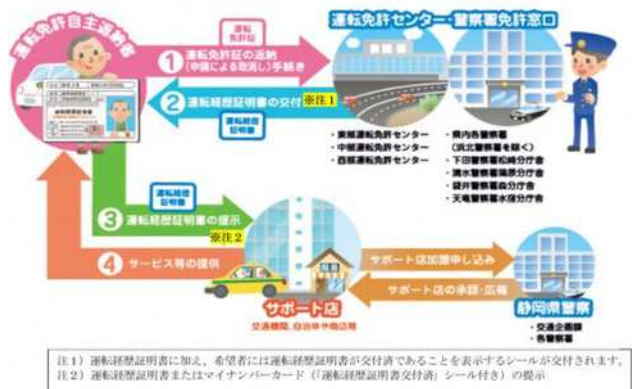 運転免許自主返納者
運転
免許証
1 運転免許証の返納
(申請による取消し)手続き
2 運転経歴証明書の交付 ※注1
運転経歴
証明書
運転免許センター・警察署免許窓口
・東部運転免許センター
・中部運転免許センター
・西部運転免許センター
・県内各警察署
(浜北警察署を除く)
・下田警察署松崎分庁舎
・清水警察署蒲原分庁舎
・袋井警察署森分庁舎
・天竜警察署水窪分庁舎
運転経歴
証明書
3 運転経歴証明書の提示
※注2
4 サービス等の提供
サポート店
交通機関、自治体や商店等
サポート店加盟申し込み
サポート店の承認・広報
静岡県警察
・交通企画課
・各警察署
注1)運転経歴証明書に加え、希望者には運転経歴証明書が交付済であることを表示するシールが交付されます。
注2)運転経歴証明書またはマイナンバーカード(「運転経歴証明書交付済」シール付き)の提示